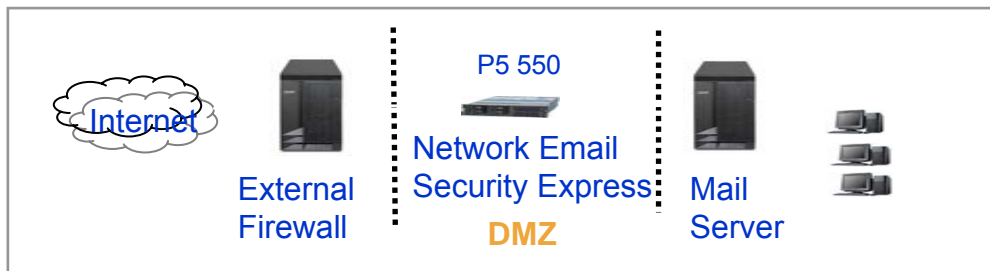 Internet
External
Firewall
P5 550
Network Email
Security Express
DMZ
Mail
Server